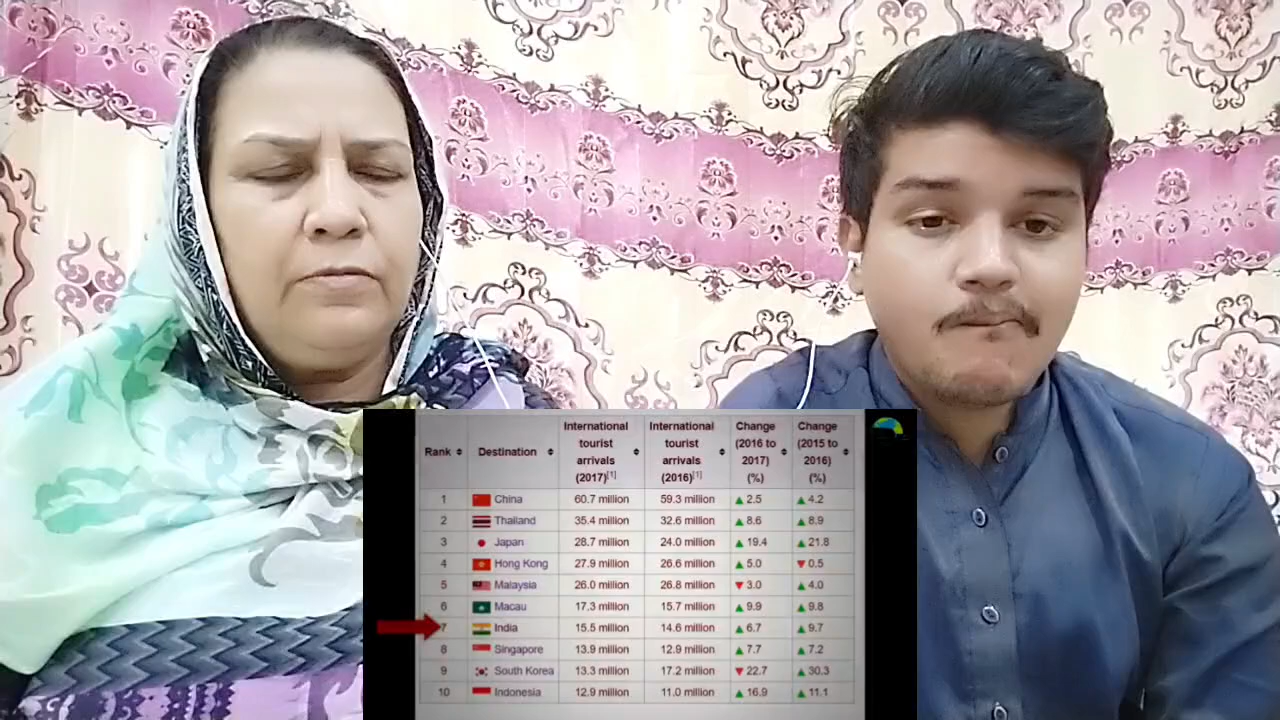 Rank Destination International tourist arrivals (2017)[1] International tourist arrivals (2016)[1] Change (2016 to 2017) (%) Change (2015 to 2016) (%)
1 China 60.7 million 59.3 million ▲ 2.5 ▲ 4.2
2 Thailand 35.4 million 32.6 million ▲ 8.6 ▲ 8.9
3 Japan 28.7 million 24.0 million ▲ 19.4 ▲ 21.8
4 Hong Kong 27.9 million 26.6 million ▲ 5.0 ▼ 0.5
5 Malaysia 26.0 million 26.8 million ▼ 3.0 ▲ 4.0
6 Macau 17.3 million 15.7 million ▲ 9.9 ▲ 9.8
7 India 15.5 million 14.6 million ▲ 6.7 ▲ 9.7
8 Singapore 13.9 million 12.9 million ▲ 7.7 ▲ 7.2
9 South Korea 13.3 million 17.2 million ▼ 22.7 ▲ 30.3
10 Indonesia 12.9 million 11.0 million ▲ 16.9 ▲ 11.1